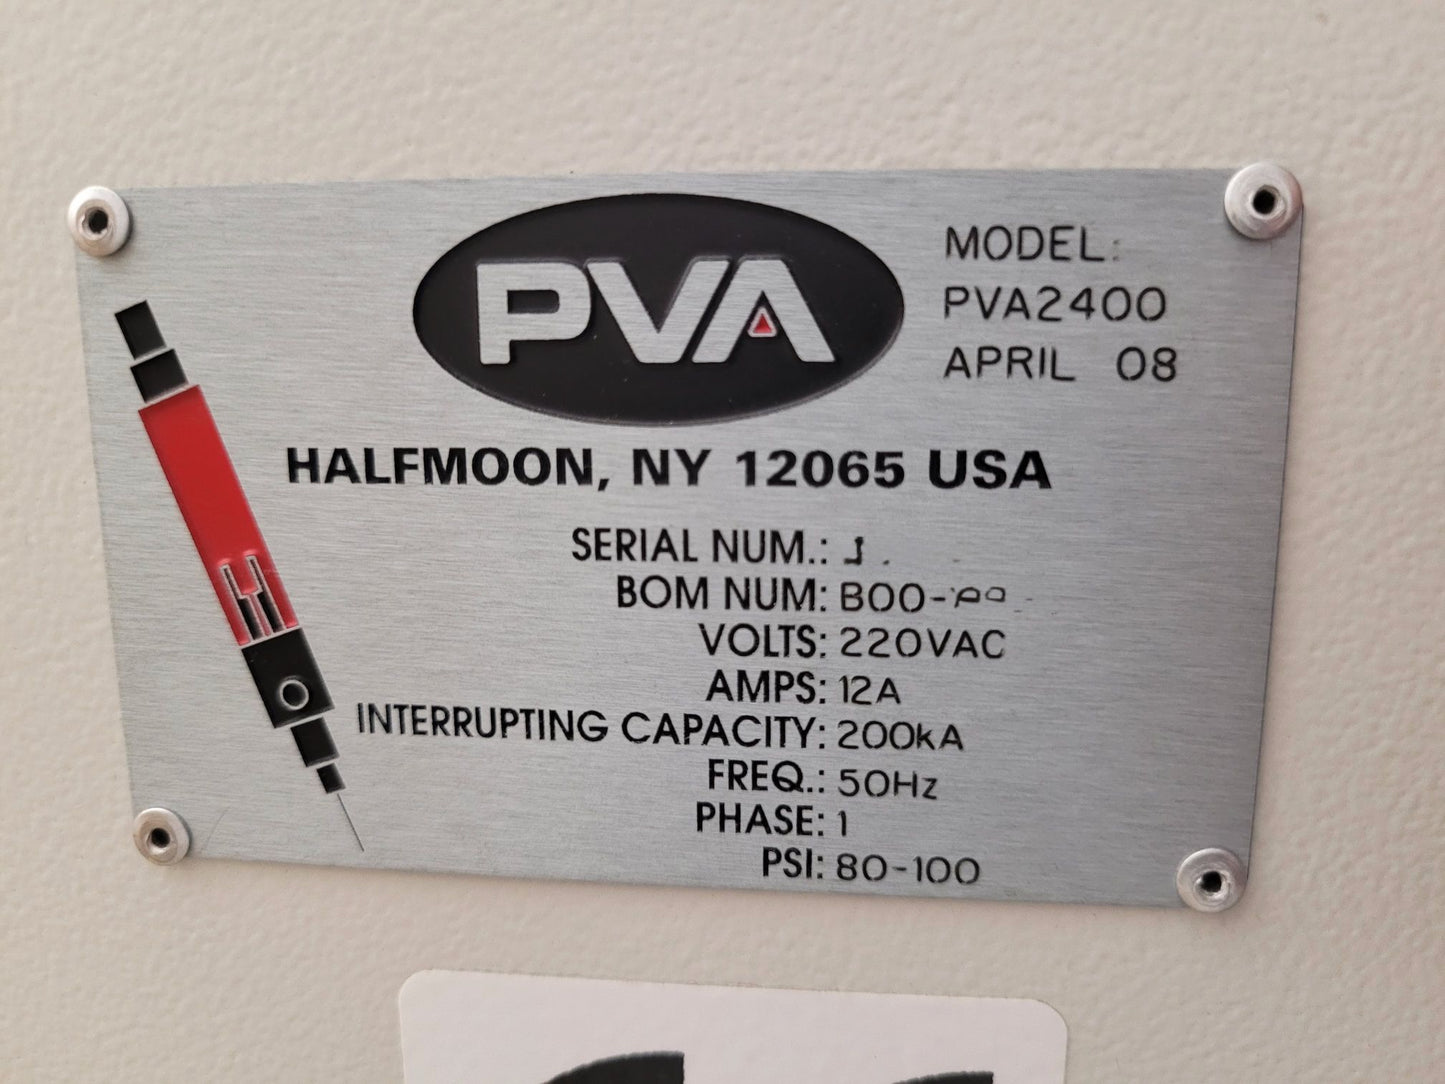 PVA
MODEL:
PVA2400
APRIL 08
HALFMOON, NY 12065 USA
SERIAL NUM.:
BOM NUM:
VOLTS: 220VAC
AMPS: 12A
INTERRUPTING CAPACITY: 200kA
FREQ.: 50Hz
PHASE: 1
PSI: 80-100